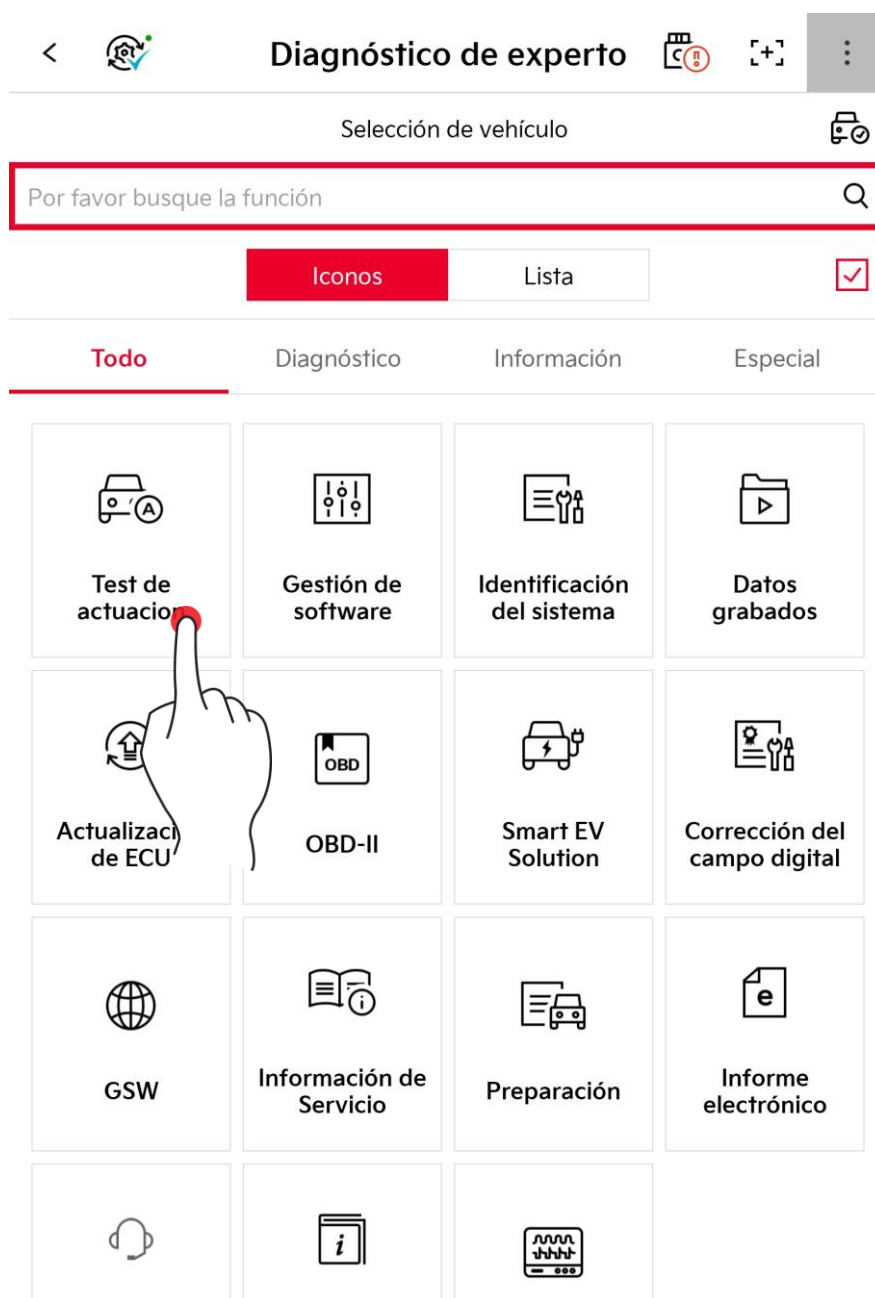 Diagnóstico de experto
Selección de vehículo
Por favor busque la función
Iconos
Lista
Todo
Diagnóstico
Información
Especial
A
Test de
actuacion
Gestión de
software
Identificación
del sistema
Datos
grabados
OBD
Actualizaci
de ECU
OBD-II
Smart EV
Solution
Corrección del
campo digital
i
e
GSW
Información de
Servicio
Preparación
Informe
electrónico
i